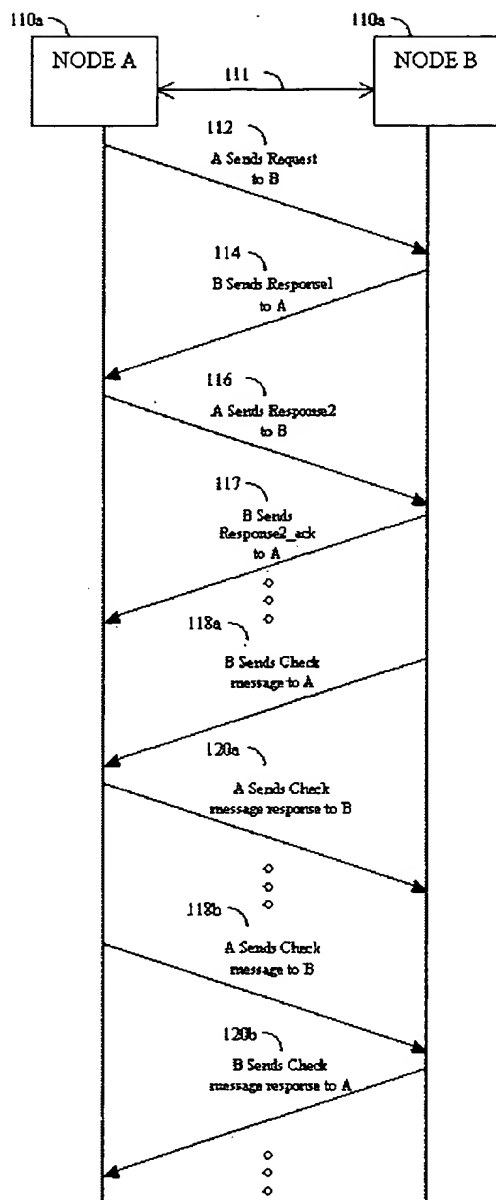 110a
110a
NODE A
NODE B
111
112
A Sends Request
to B
114
B Sends Response1
to A
116
A Sends Response2
to B
117
B Sends
Response2_ack
to A
118a
B Sends Check
message to A
120a
A Sends Check
message response to B
118b
A Sends Check
message to B
120b
B Sends Check
message response to A